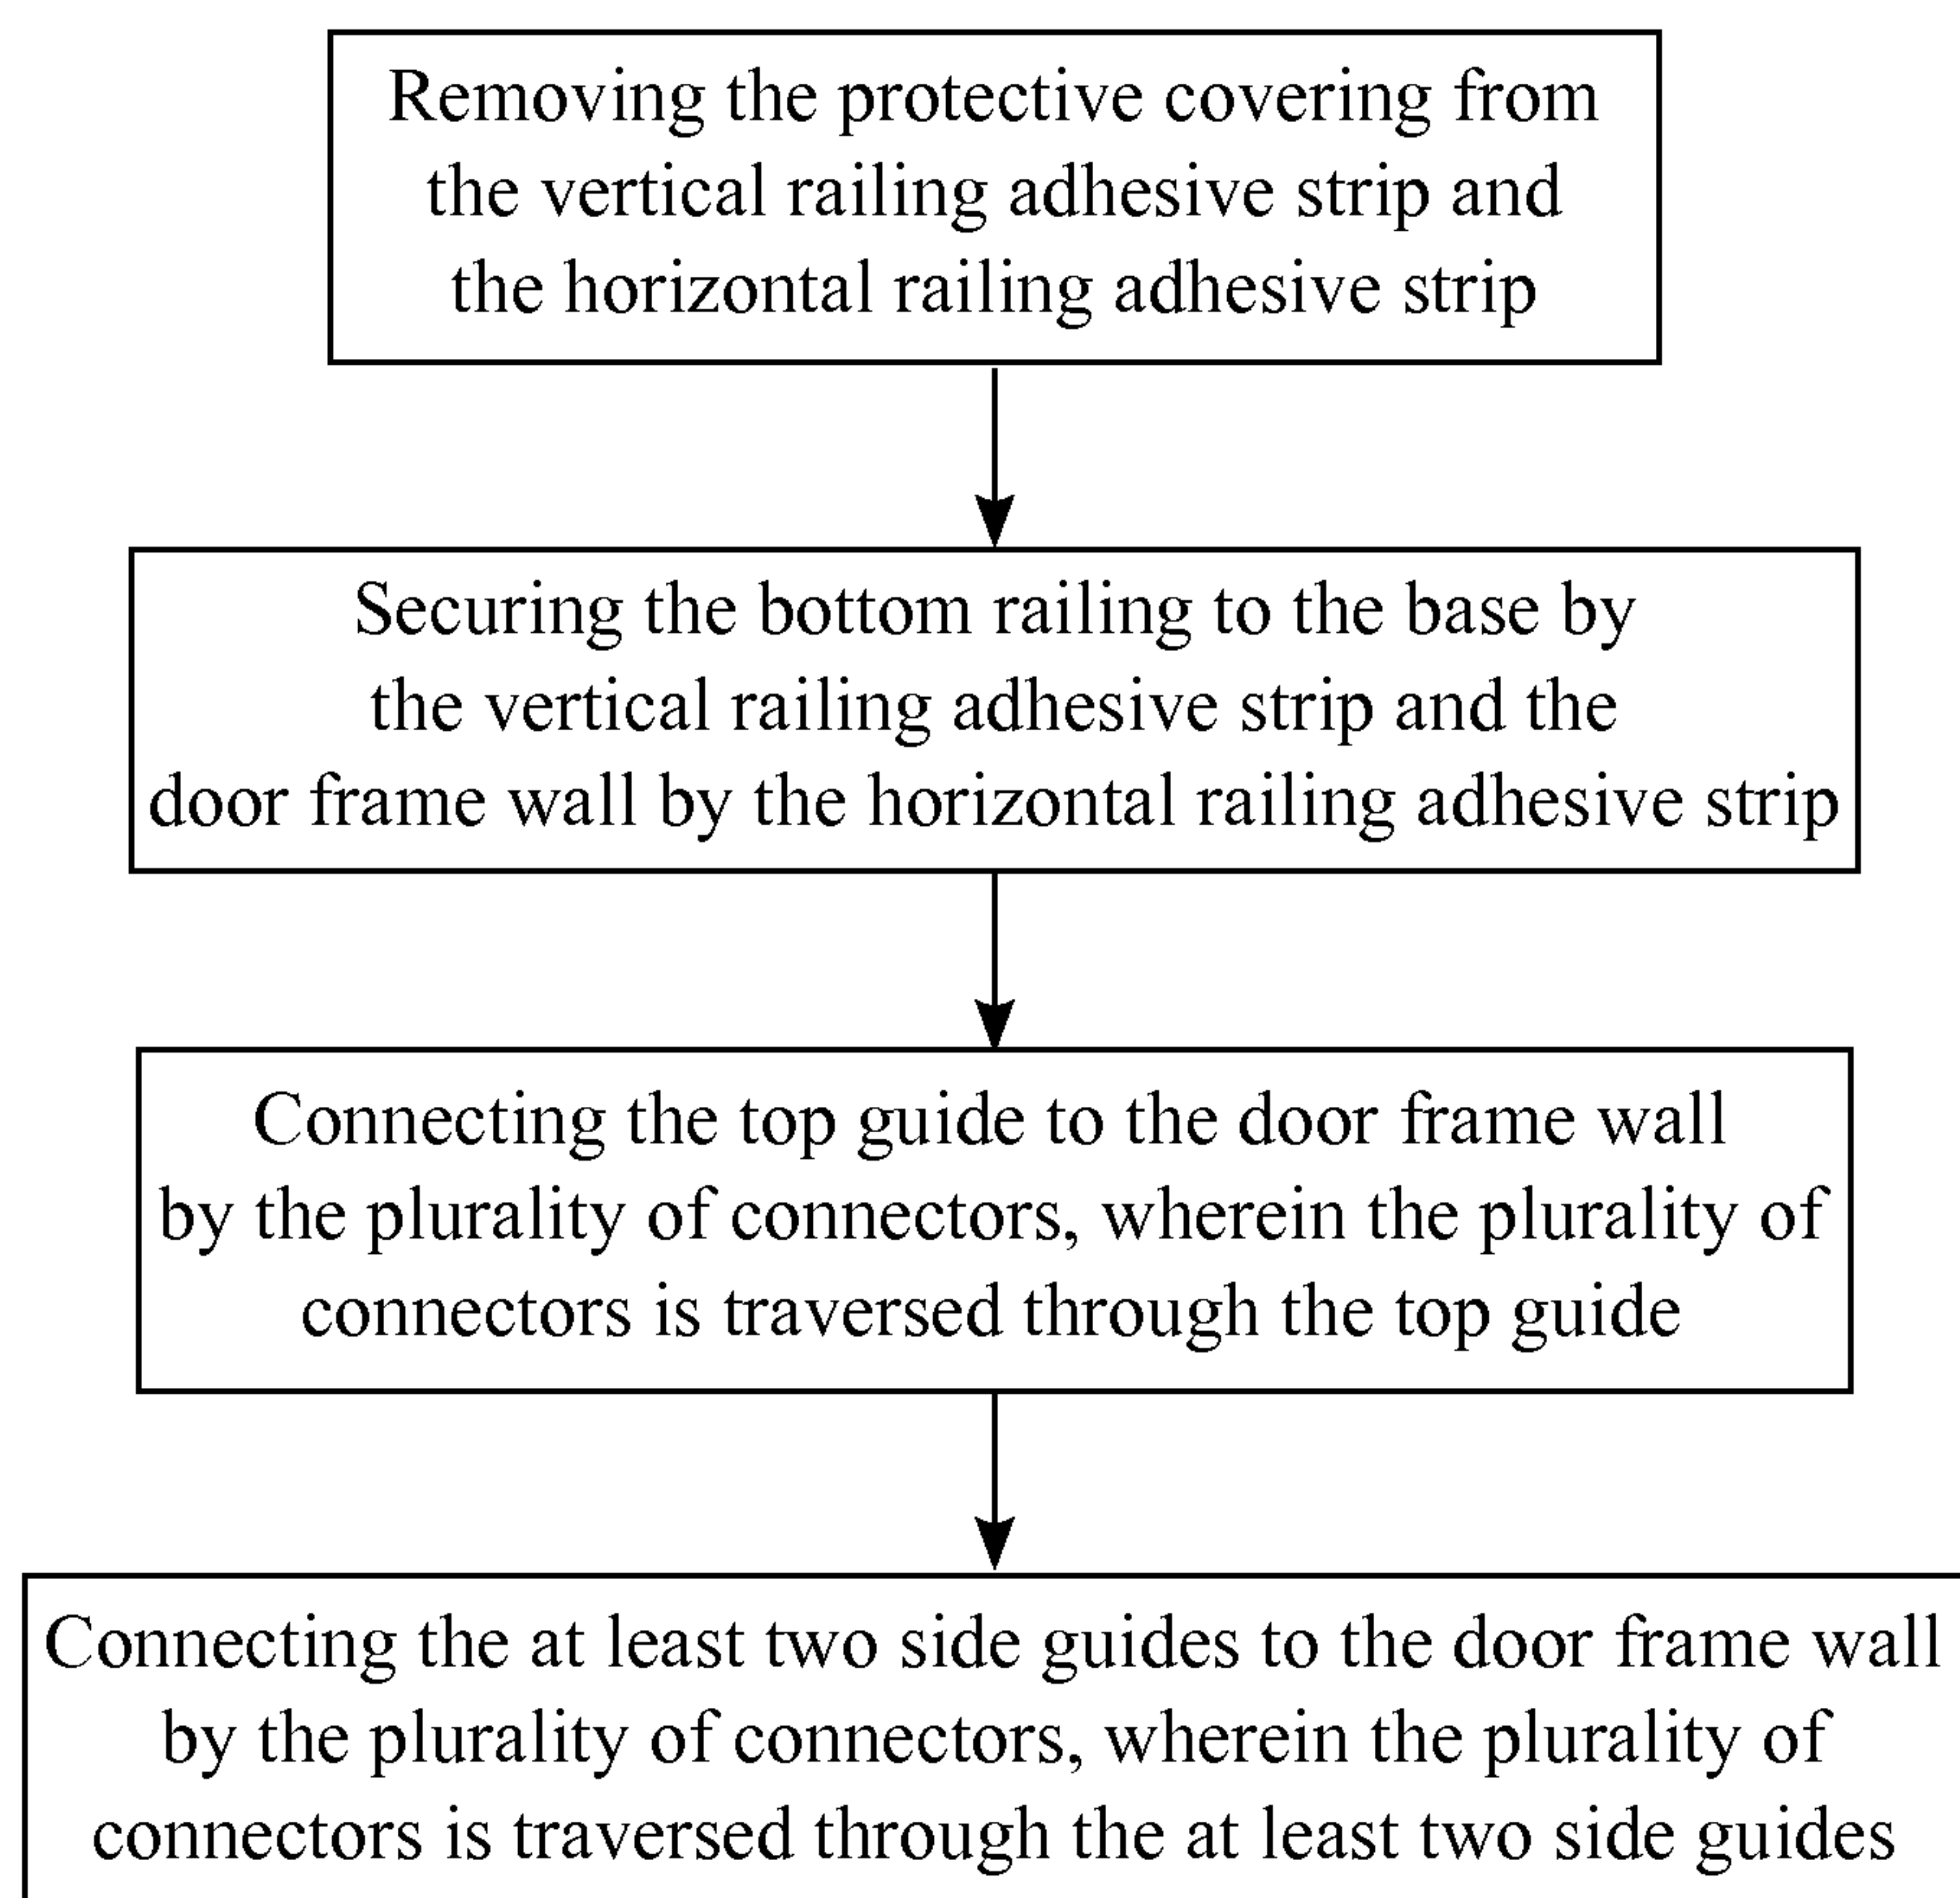 Removing the protective covering from
the vertical railing adhesive strip and
the horizontal railing adhesive strip
Securing the bottom railing to the base by
the vertical railing adhesive strip and the
door frame wall by the horizontal railing adhesive strip
Connecting the top guide to the door frame wall
by the plurality of connectors, wherein the plurality of
connectors is traversed through the top guide
Connecting the at least two side guides to the door frame wall
by the plurality of connectors, wherein the plurality of
connectors is traversed through the at least two side guides